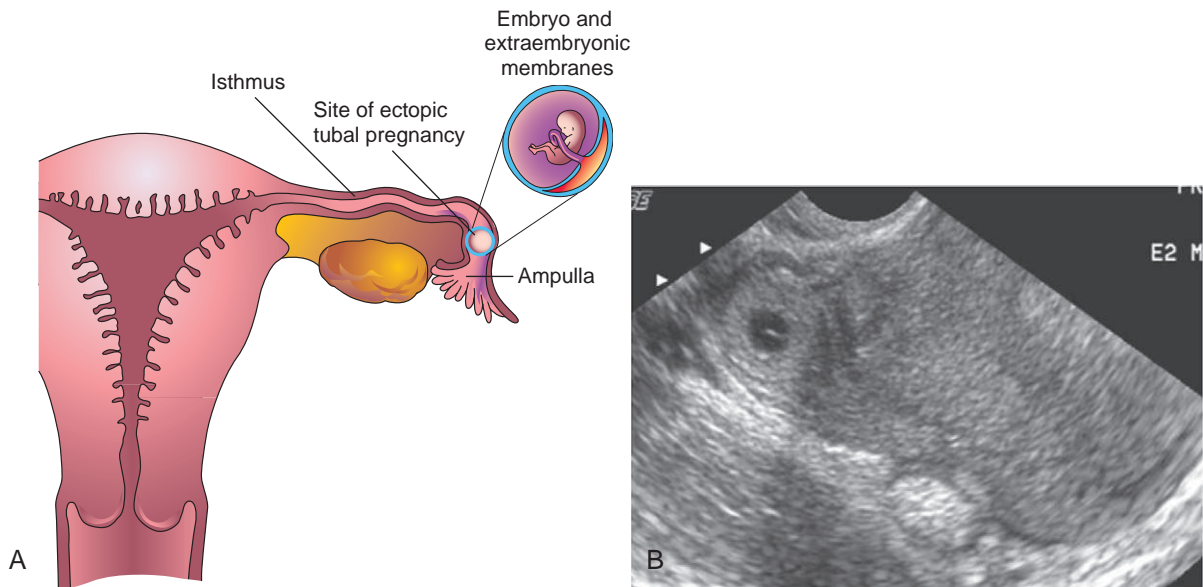 Embryo and
extraembryonic
membranes
Isthmus
Site of ectopic
tubal pregnancy
Ampulla
A
E2 M
B